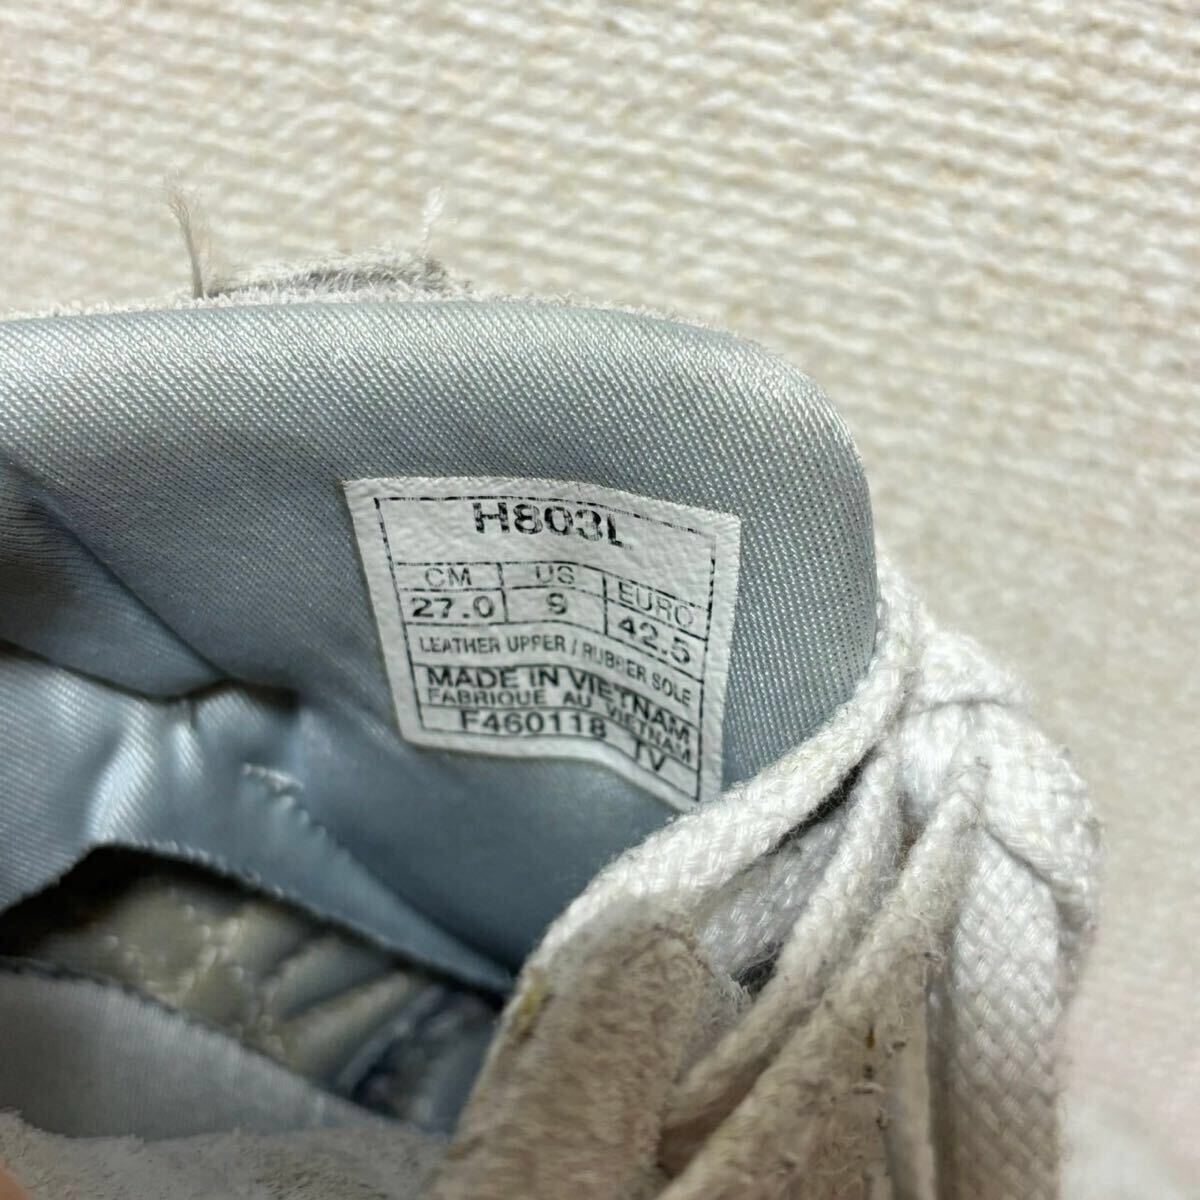 H803L
CM US EURO
27.0 9 42.5
LEATHER UPPER / RUBBER SOLE
MADE IN VIETNAM
FABRIQUE AU VIETNAM
F460118 TV